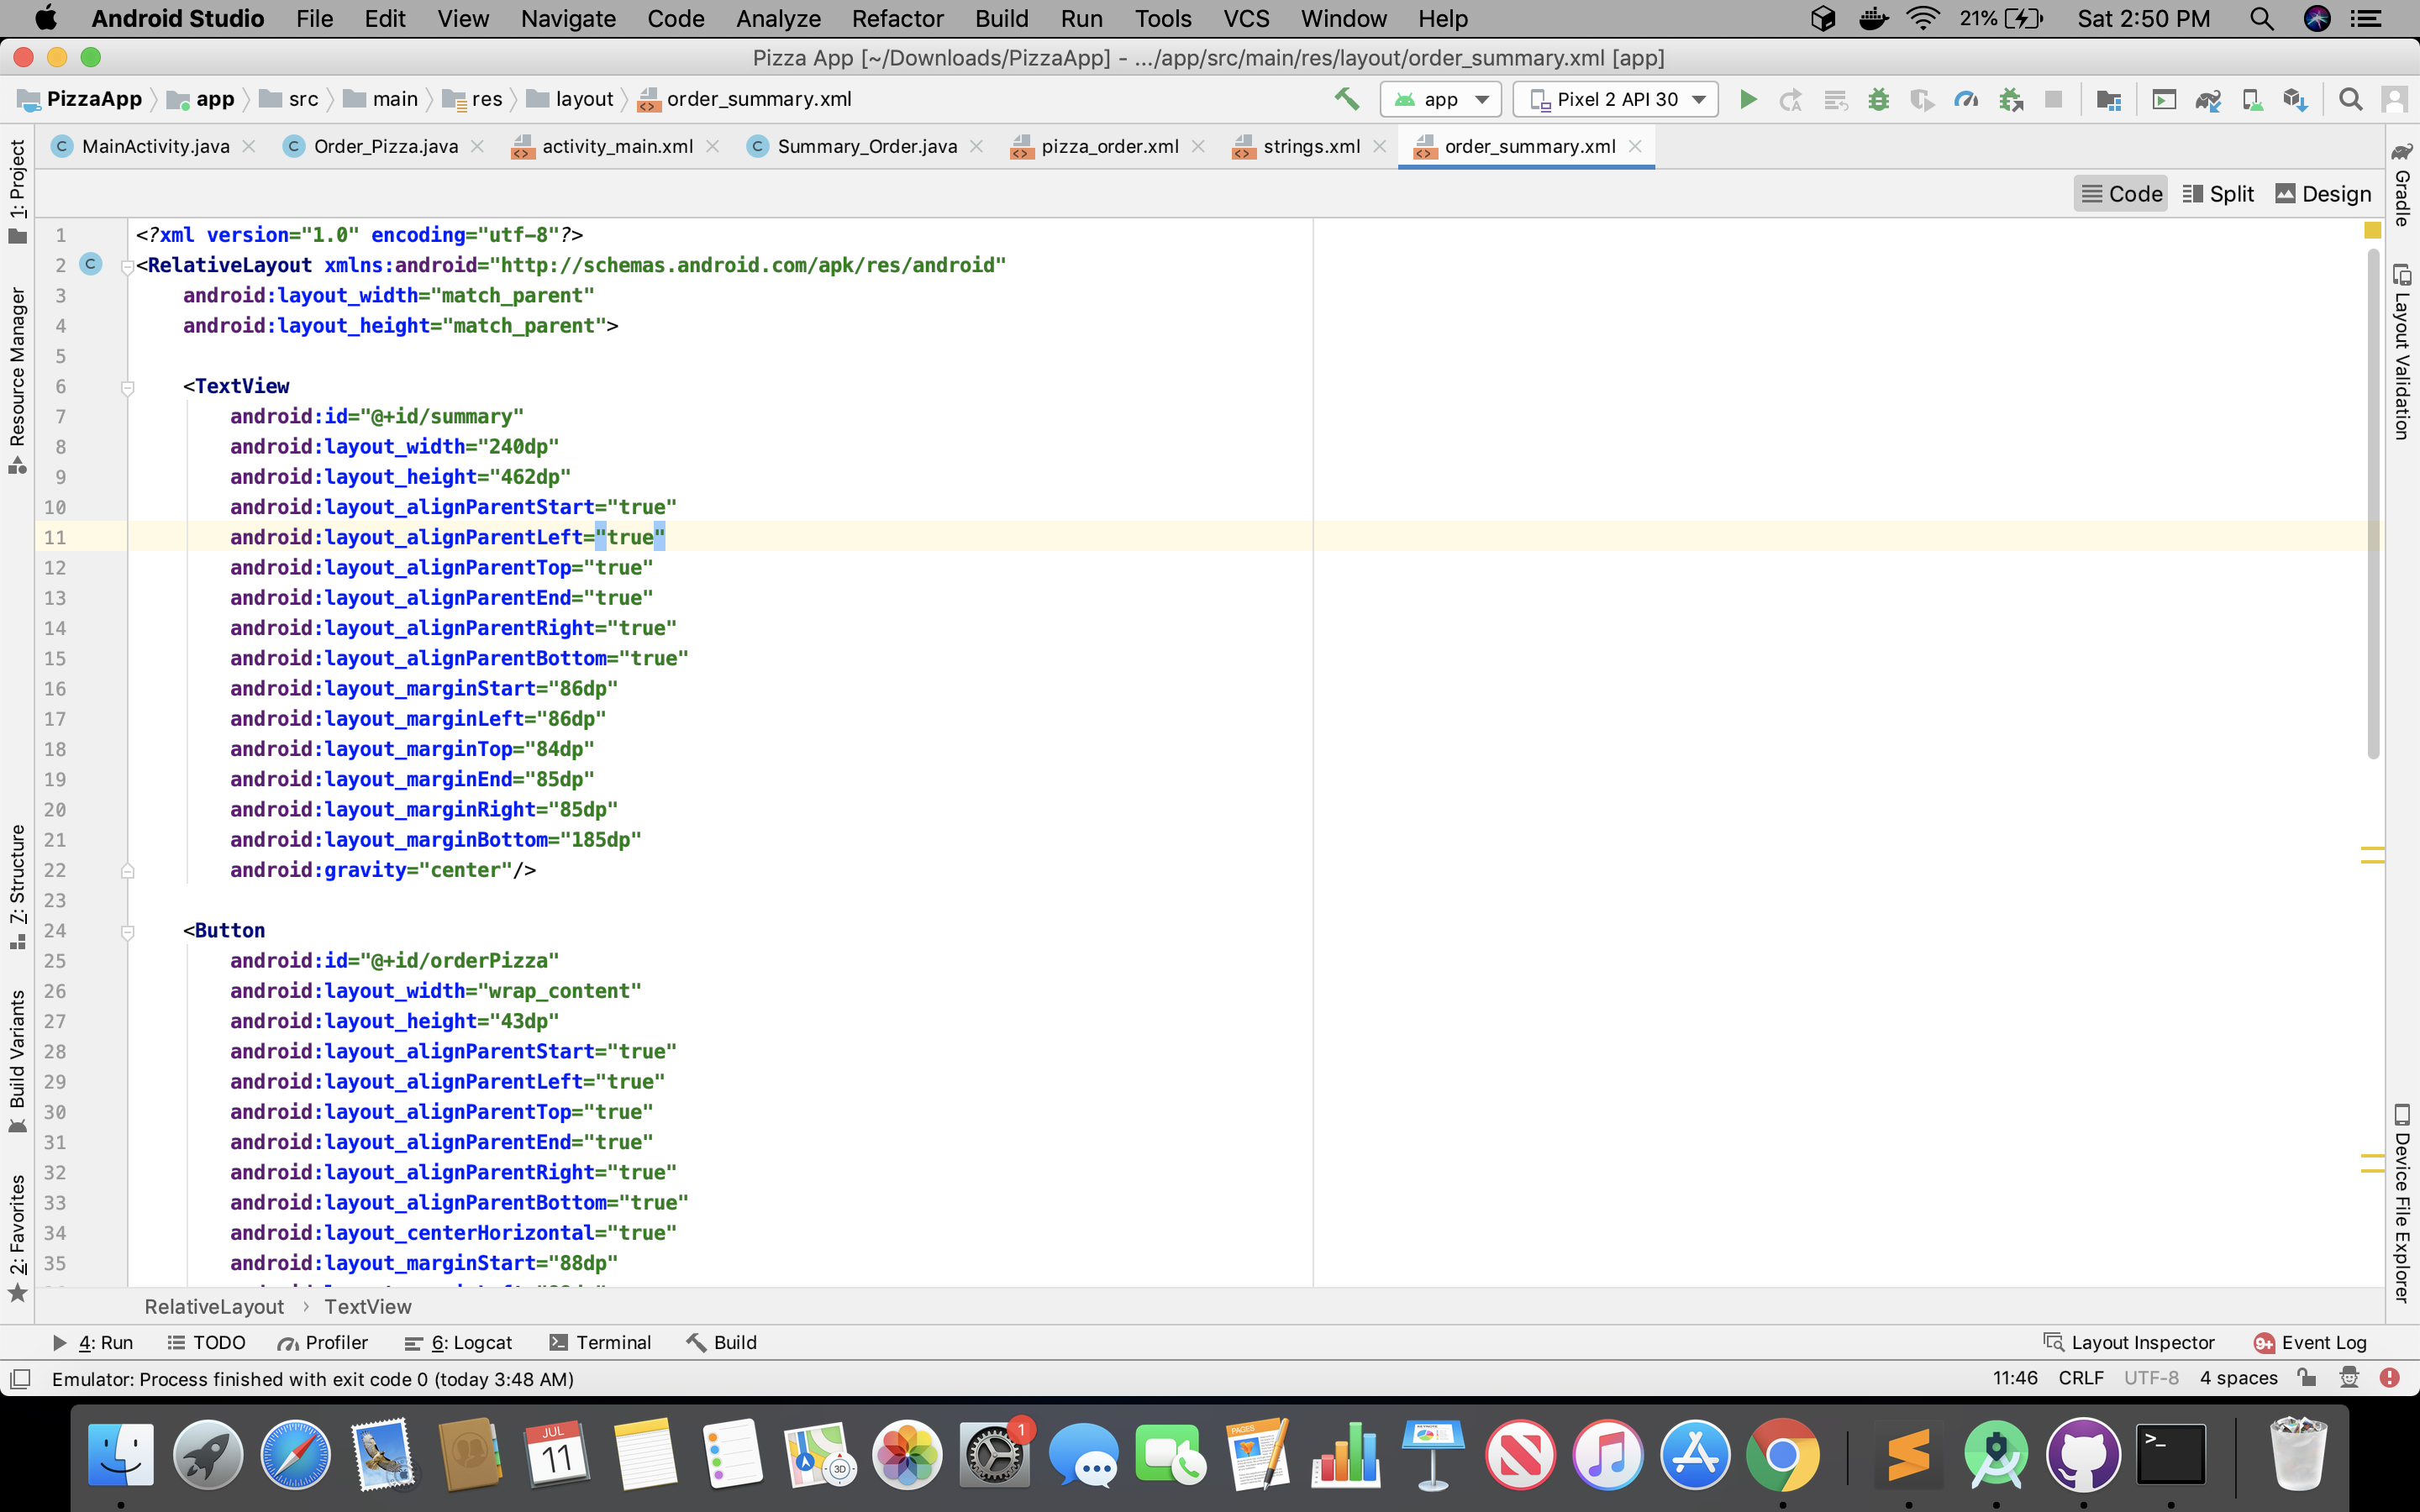 Android Studio File Edit View Navigate Code Analyze Refactor Build Run Tools VCS Window Help 21% Sat 2:50 PM
Pizza App [~/Downloads/PizzaApp] - .../app/src/main/res/layout/order_summary.xml [app]
PizzaApp app src main res layout order_summary.xml app Pixel 2 API 30
MainActivity.java Order_Pizza.java activity_main.xml Summary_Order.java pizza_order.xml strings.xml order_summary.xml
Code Split Design
1: Project
Resource Manager
7: Structure
Build Variants
2: Favorites
1 <?xml version="1.0" encoding="utf-8"?>
2 C <RelativeLayout xmlns:android="http://schemas.android.com/apk/res/android"
3 android:layout_width="match_parent"
4 android:layout_height="match_parent">
5
6 <TextView
7 android:id="@+id/summary"
8 android:layout_width="240dp"
9 android:layout_height="462dp"
10 android:layout_alignParentStart="true"
11 android:layout_alignParentLeft="true"
12 android:layout_alignParentTop="true"
13 android:layout_alignParentEnd="true"
14 android:layout_alignParentRight="true"
15 android:layout_alignParentBottom="true"
16 android:layout_marginStart="86dp"
17 android:layout_marginLeft="86dp"
18 android:layout_marginTop="84dp"
19 android:layout_marginEnd="85dp"
20 android:layout_marginRight="85dp"
21 android:layout_marginBottom="185dp"
22 android:gravity="center"/>
23
24 <Button
25 android:id="@+id/orderPizza"
26 android:layout_width="wrap_content"
27 android:layout_height="43dp"
28 android:layout_alignParentStart="true"
29 android:layout_alignParentLeft="true"
30 android:layout_alignParentTop="true"
31 android:layout_alignParentEnd="true"
32 android:layout_alignParentRight="true"
33 android:layout_alignParentBottom="true"
34 android:layout_centerHorizontal="true"
35 android:layout_marginStart="88dp"
Gradle
Layout Validation
Device File Explorer
RelativeLayout › TextView
4: Run TODO Profiler 6: Logcat Terminal Build Layout Inspector 9+ Event Log
Emulator: Process finished with exit code 0 (today 3:48 AM) 11:46 CRLF UTF-8 4 spaces
JUL
11
3D
1
PAGES
>_